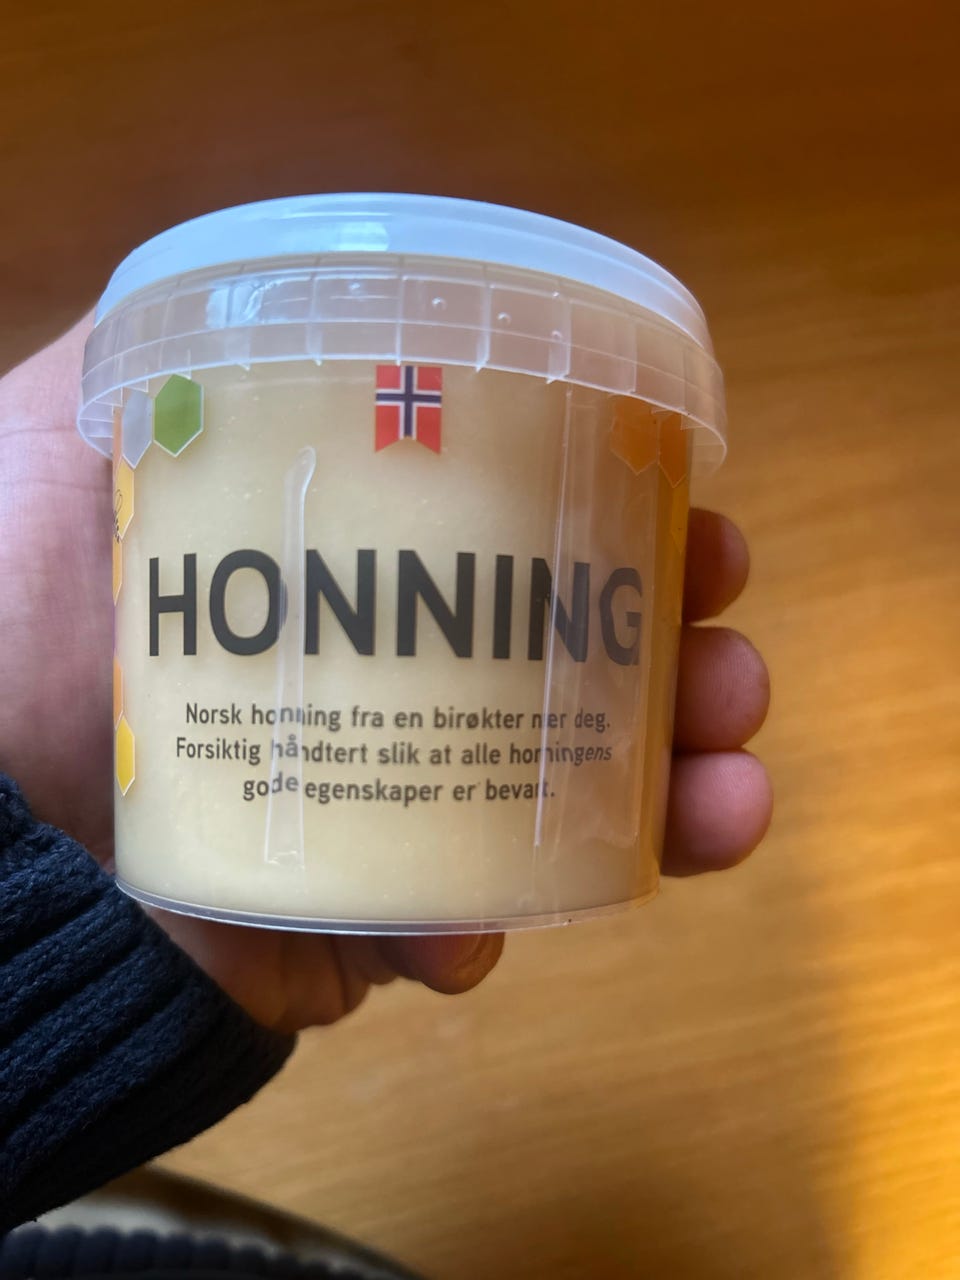 HONNING
Norsk honning fra en birøkter nær deg.
Forsiktig håndtert slik at alle honningens
gode egenskaper er bevart.